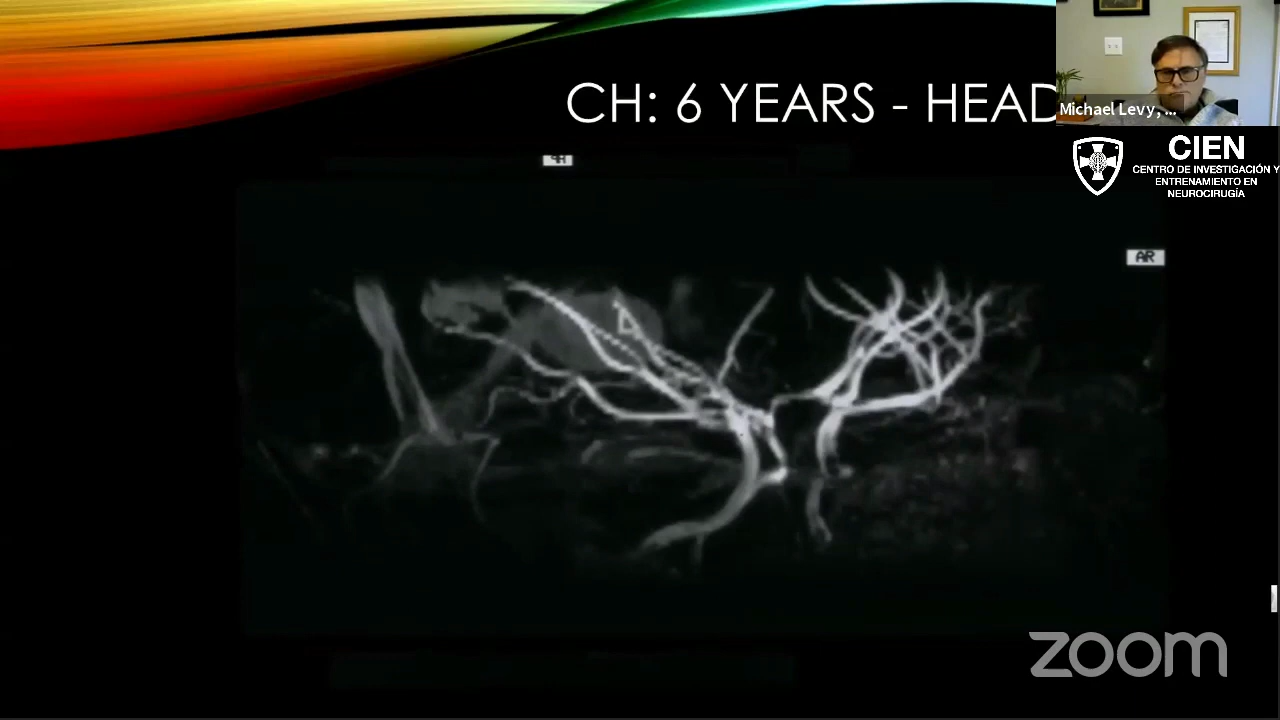 CH: 6 YEARS - HEAD
Michael Levy, ...
CIEN
CENTRO DE INVESTIGACIÓN Y
ENTRENAMIENTO EN
NEUROCIRUGÍA
AR
zoom